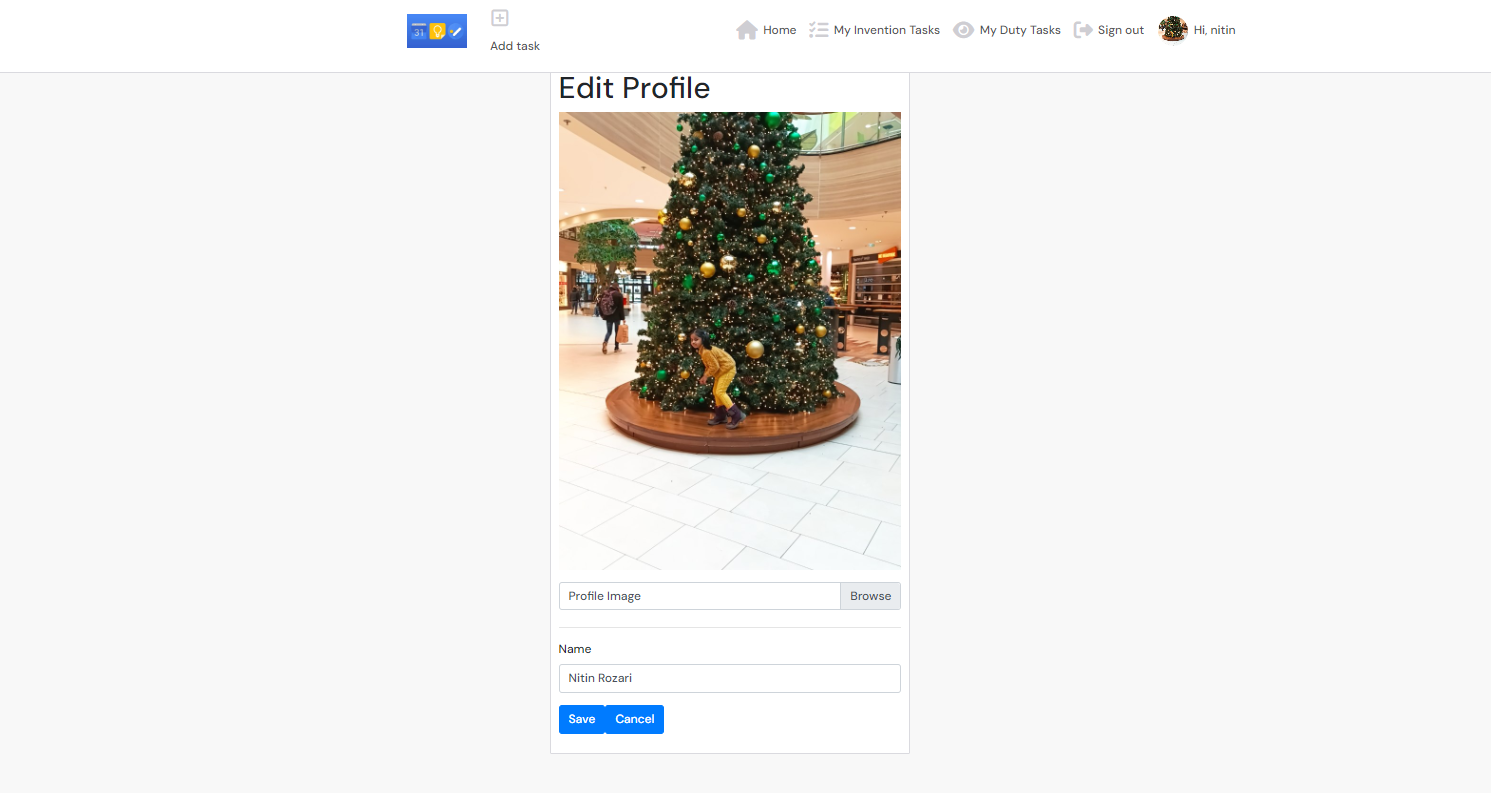 31
Add task
Home
My Invention Tasks
My Duty Tasks
Sign out
Hi, nitin
Edit Profile
Profile Image
Browse
Name
Nitin Rozari
Save
Cancel